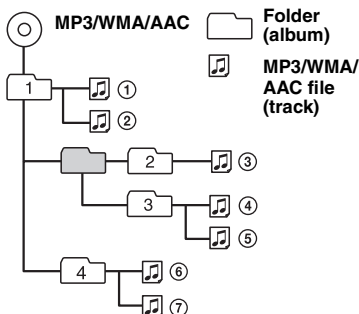 MP3/WMA/AAC
Folder
(album)
MP3/WMA/
AAC file
(track)
1
①
②
2
③
3
④
⑤
4
⑥
⑦